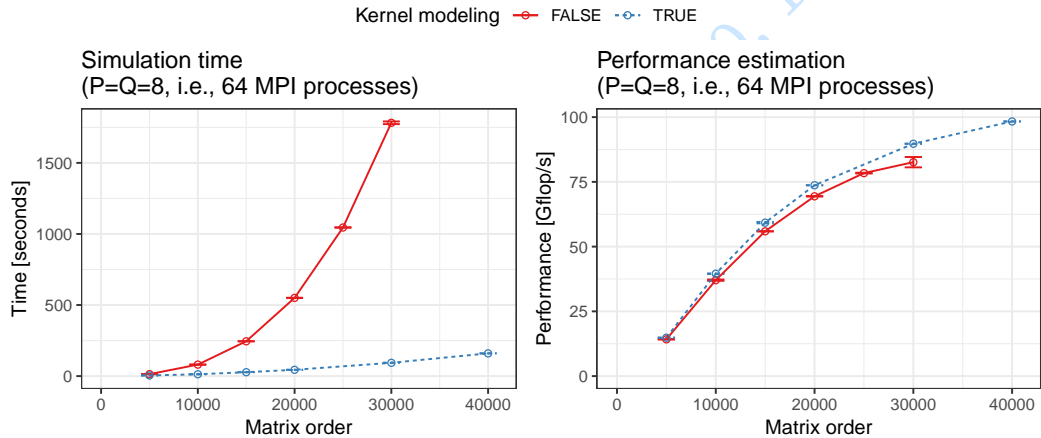 Kernel modeling FALSE TRUE
Simulation time
(P=Q=8, i.e., 64 MPI processes)
Time [seconds]
1500
1000
500
0
0 10000 20000 30000 40000
Matrix order
Performance estimation
(P=Q=8, i.e., 64 MPI processes)
Performance [Gflop/s]
100
75
50
25
0
0 10000 20000 30000 40000
Matrix order